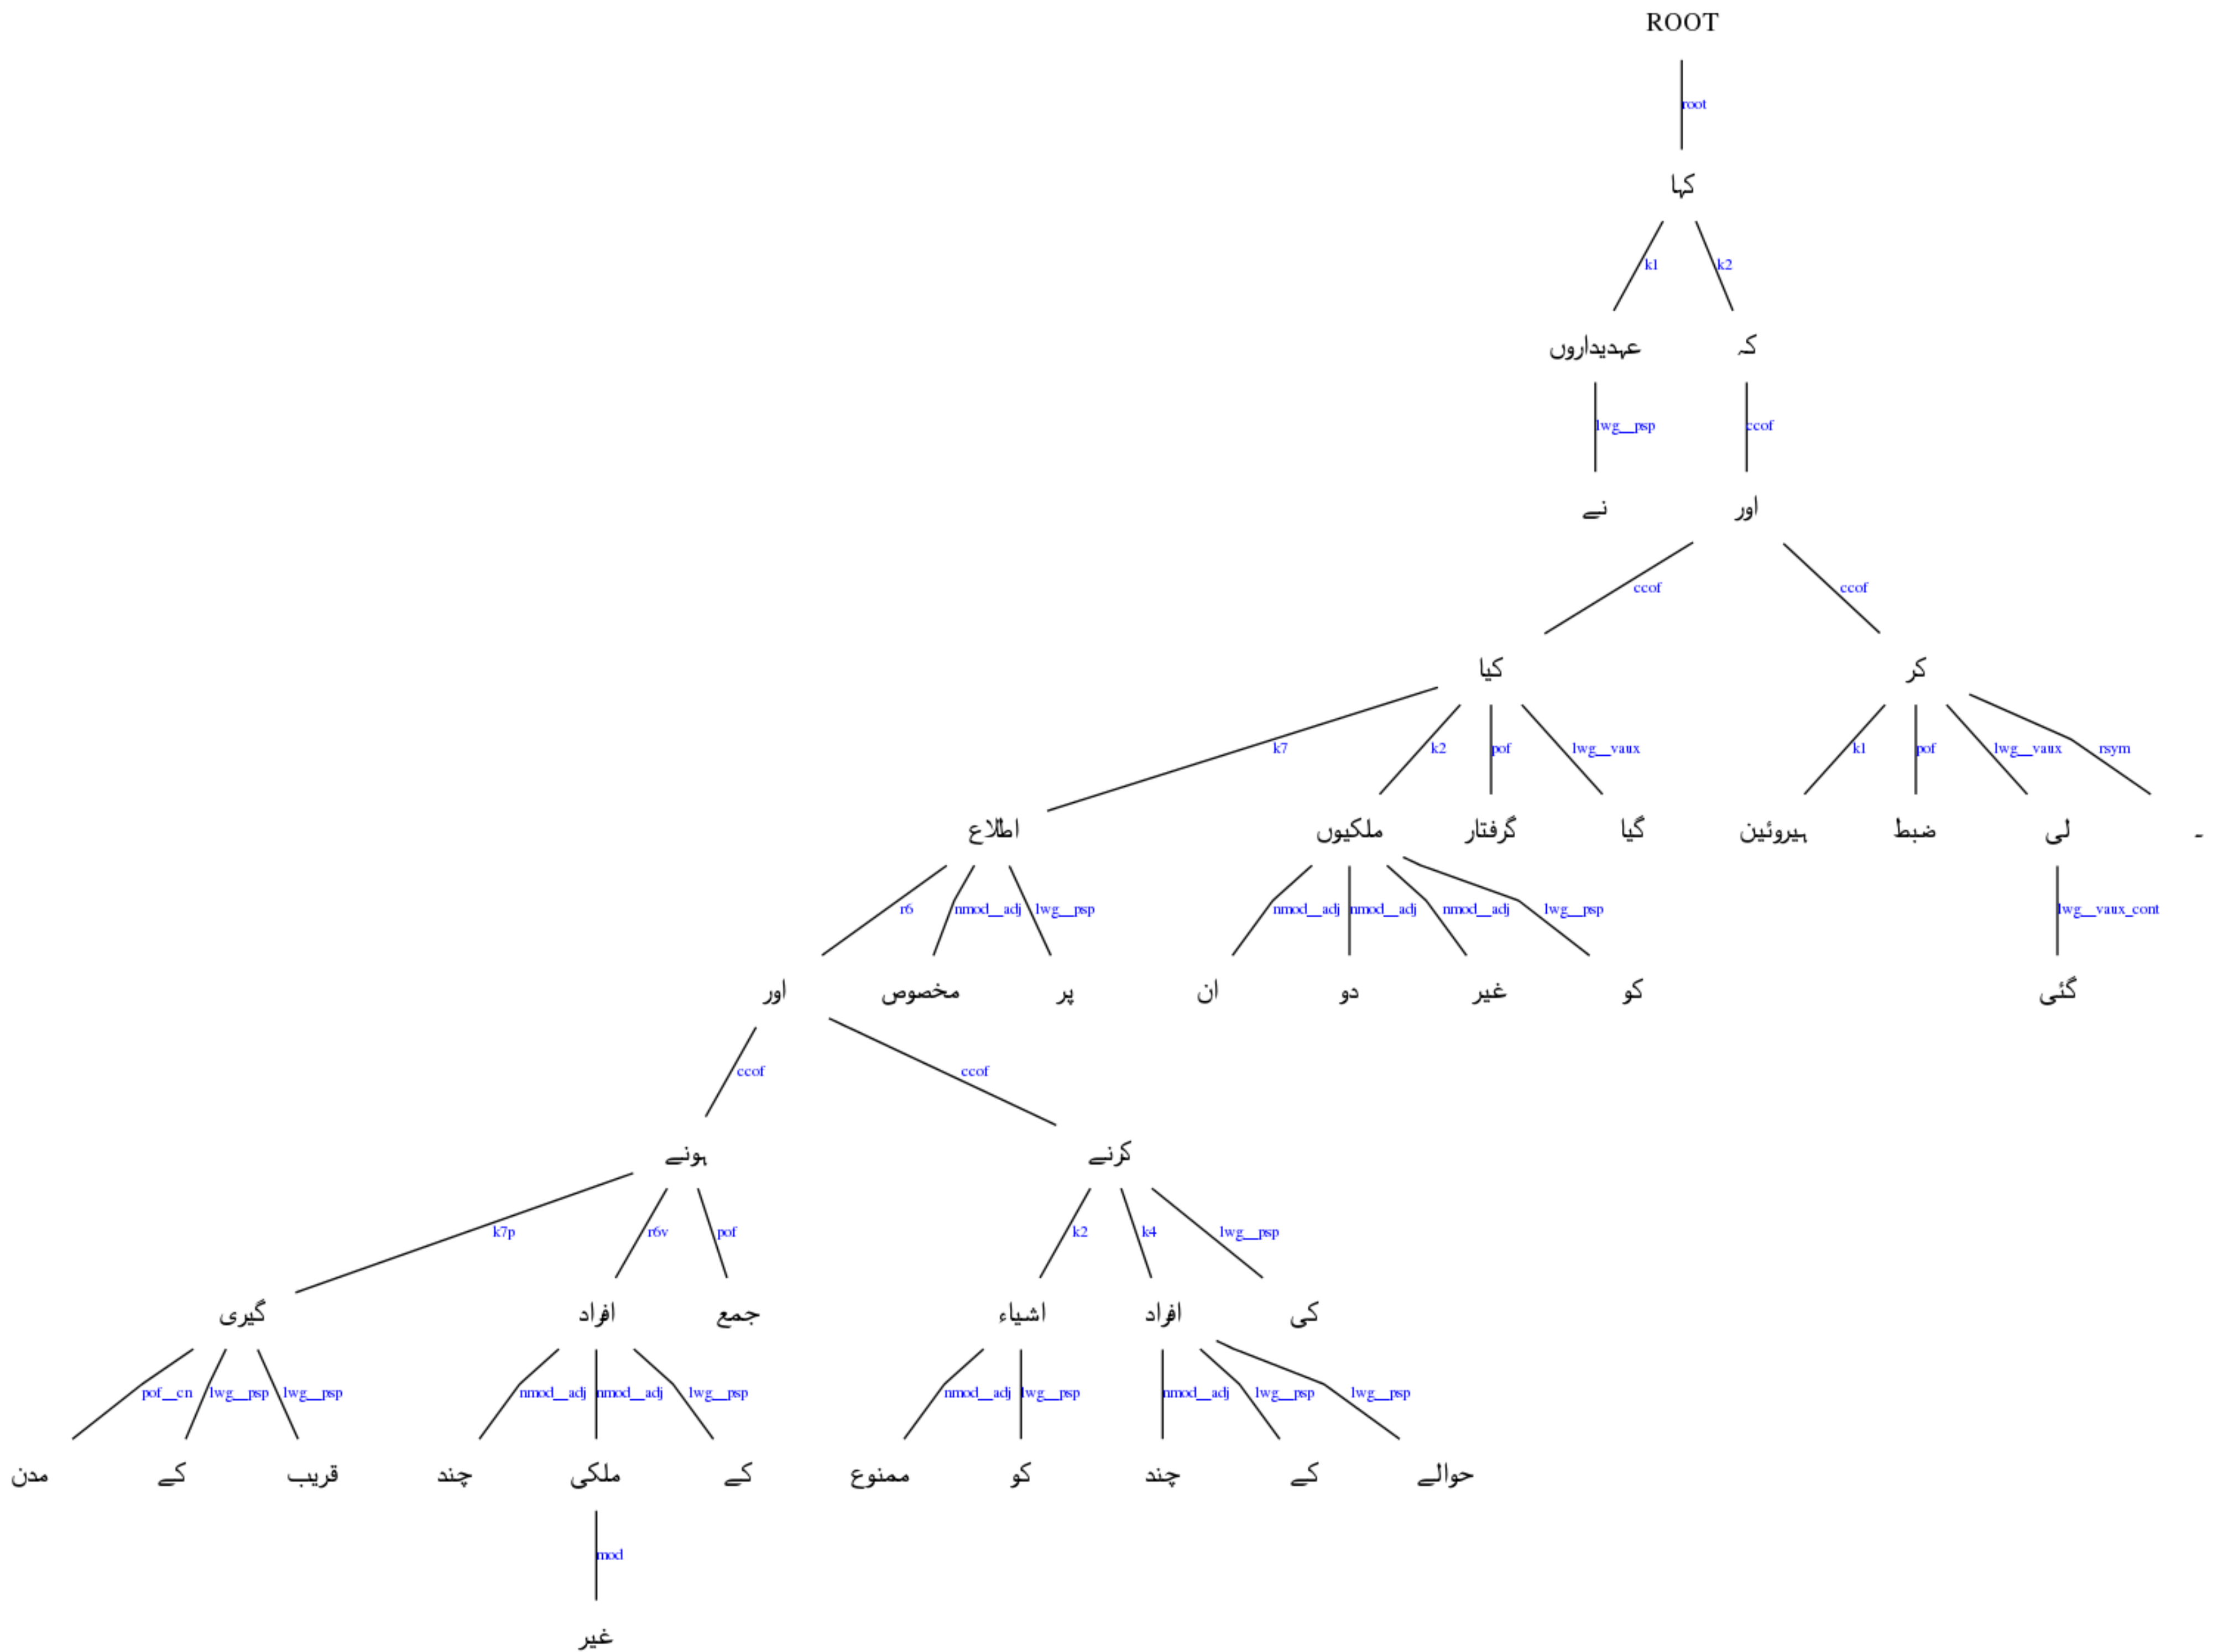 ROOT
root
کہا
k1 k2
عہدیداروں کہ
lwg__psp ccof
نے اور
ccof ccof
کیا کر
k7 k2 pof lwg__vaux k1 pof lwg__vaux rsym
اطلاع ملکیوں گرفتار گیا ہیروئین ضبط لی ۔
r6 nmod__adj lwg__psp nmod__adj nmod__adj nmod__adj lwg__psp lwg__vaux_cont
اور مخصوص پر ان دو غیر کو گئی
ccof ccof
ہونے کرنے
k7p r6v pof k2 k4 lwg__psp
گیری افراد جمع اشیاء افراد کی
pof__cn lwg__psp lwg__psp nmod__adj nmod__adj lwg__psp nmod__adj lwg__psp nmod__adj lwg__psp lwg__psp
مدن کے قریب چند ملکی کے ممنوع کو چند کے حوالے
mod
غیر